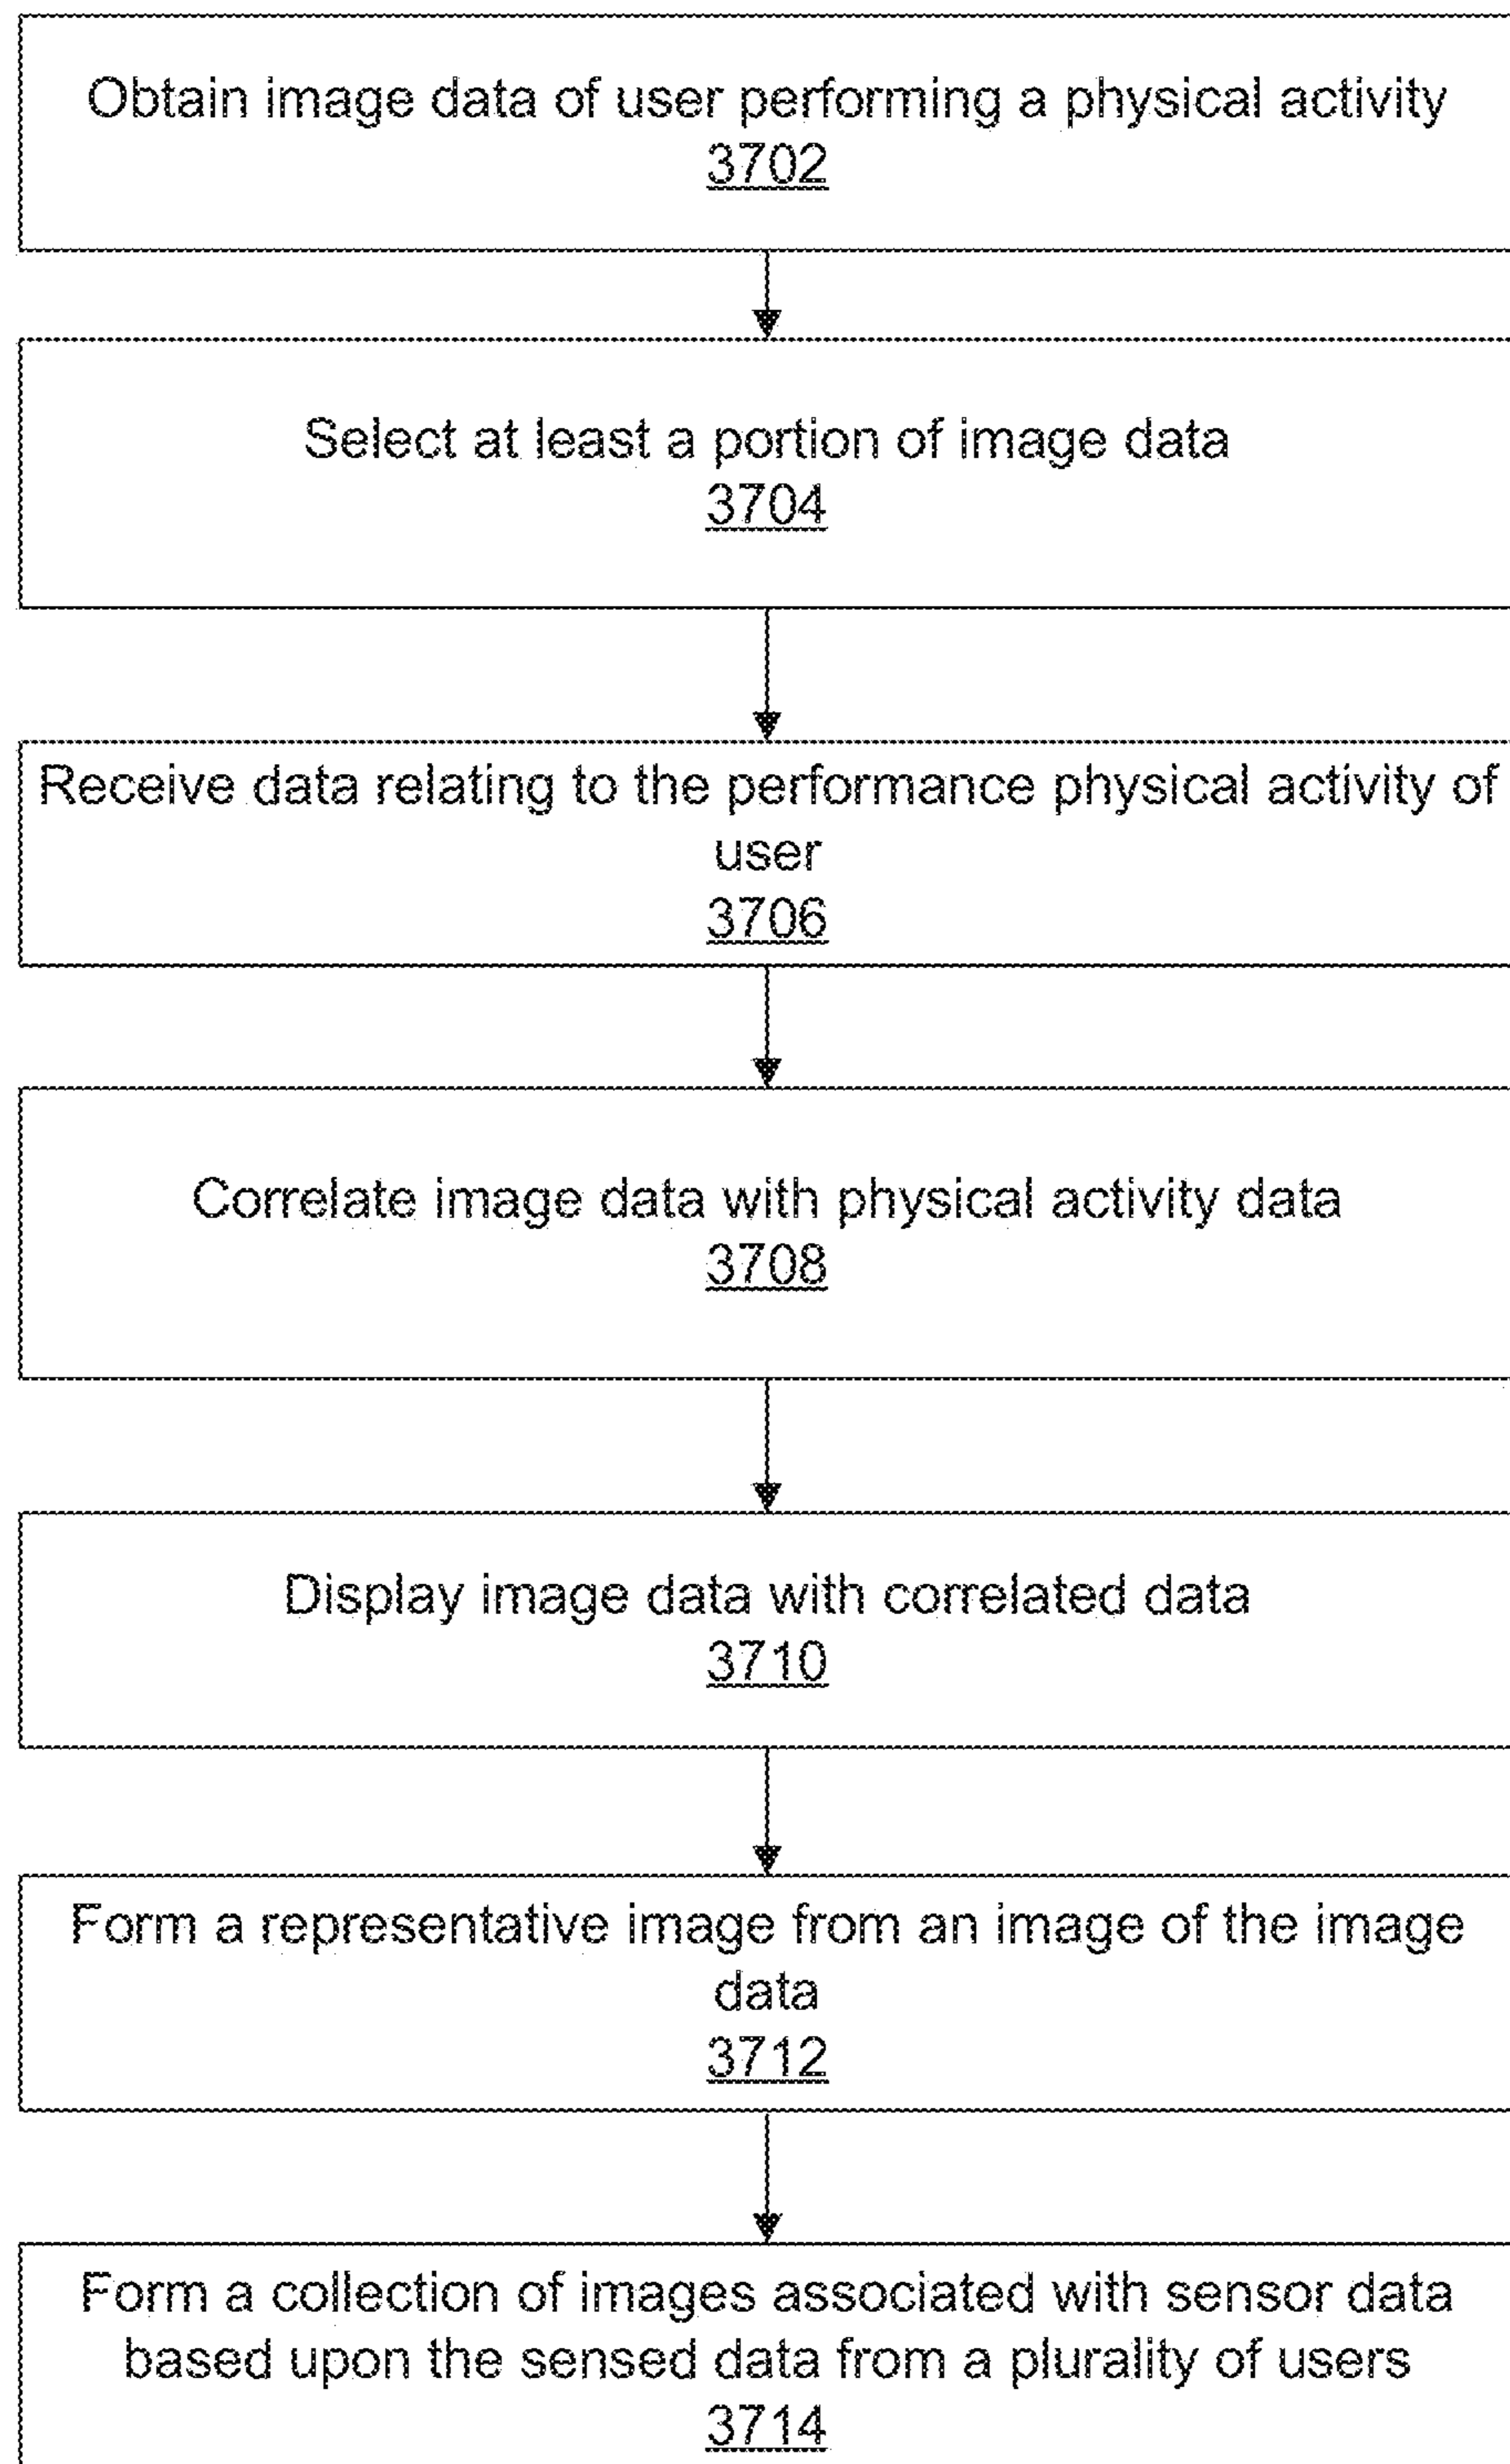 Obtain image data of user performing a physical activity
3702
Select at least a portion of image data
3704
Receive data relating to the performance physical activity of
user
3706
Correlate image data with physical activity data
3708
Display image data with correlated data
3710
Form a representative image from an image of the image
data
3712
Form a collection of images associated with sensor data
based upon the sensed data from a plurality of users
3714